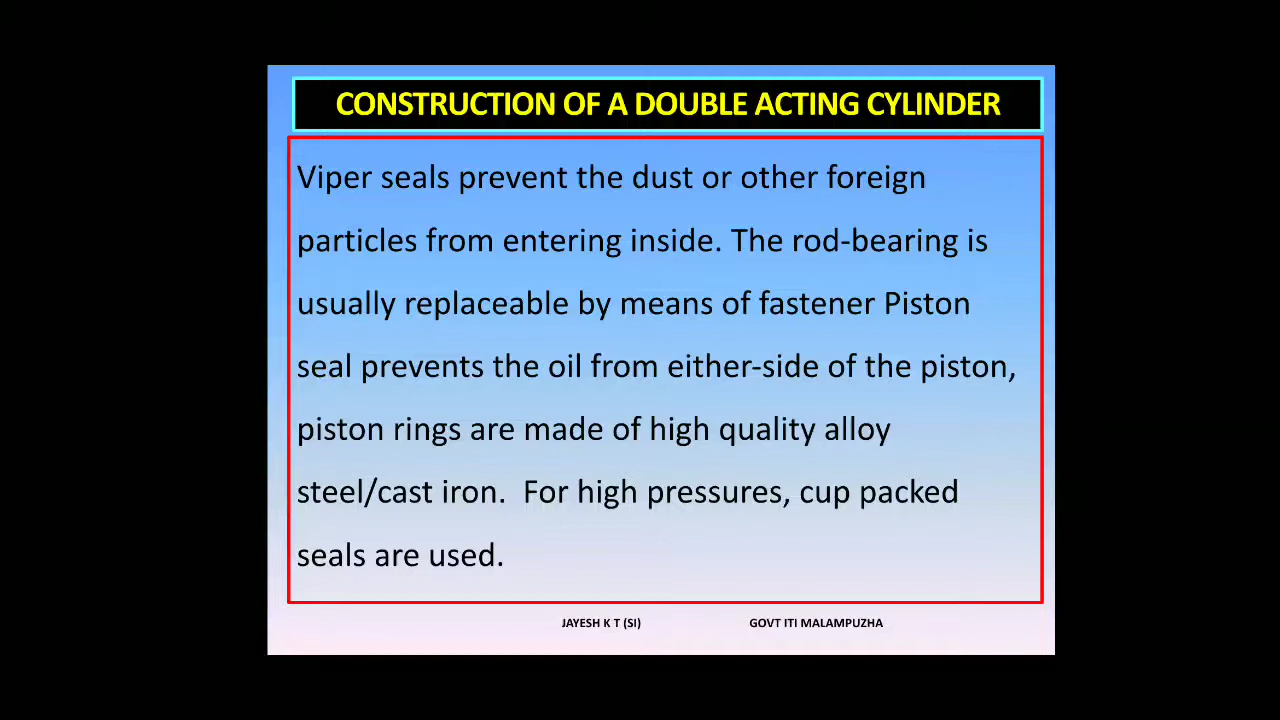 CONSTRUCTION OF A DOUBLE ACTING CYLINDER
Viper seals prevent the dust or other foreign
particles from entering inside. The rod-bearing is
usually replaceable by means of fastener Piston
seal prevents the oil from either-side of the piston,
piston rings are made of high quality alloy
steel/cast iron.  For high pressures, cup packed
seals are used.
JAYESH K T (SI) GOVT ITI MALAMPUZHA